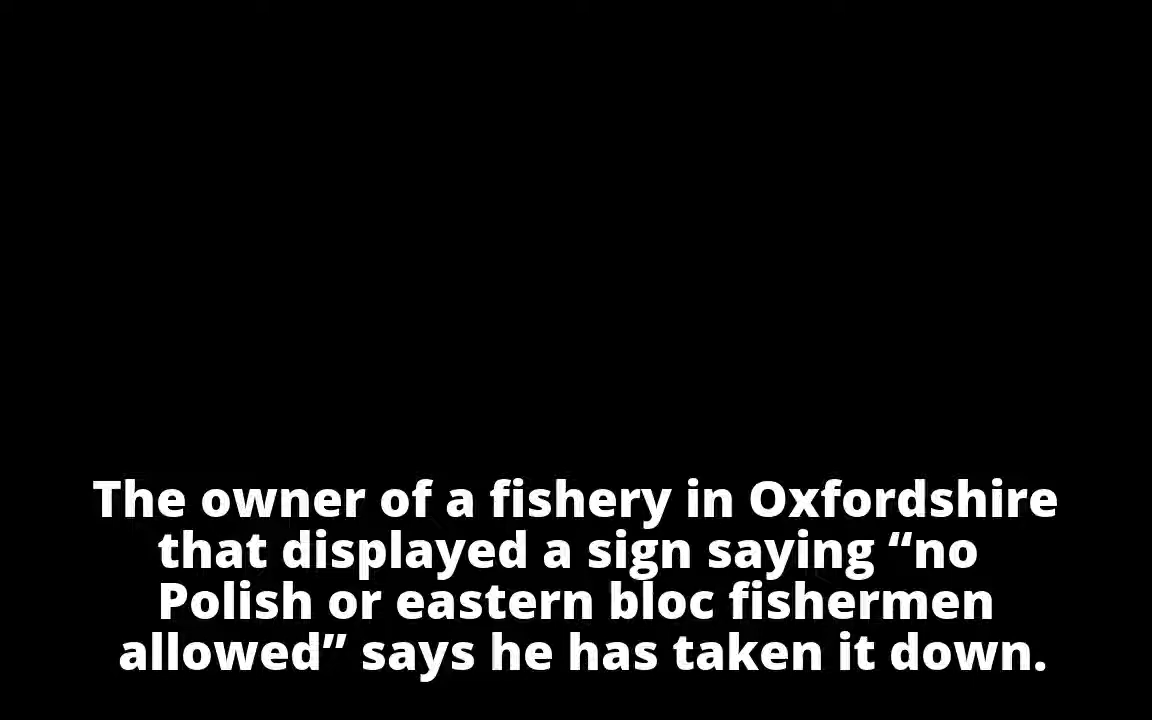 The owner of a fishery in Oxfordshire
that displayed a sign saying “no
Polish or eastern bloc fishermen
allowed” says he has taken it down.